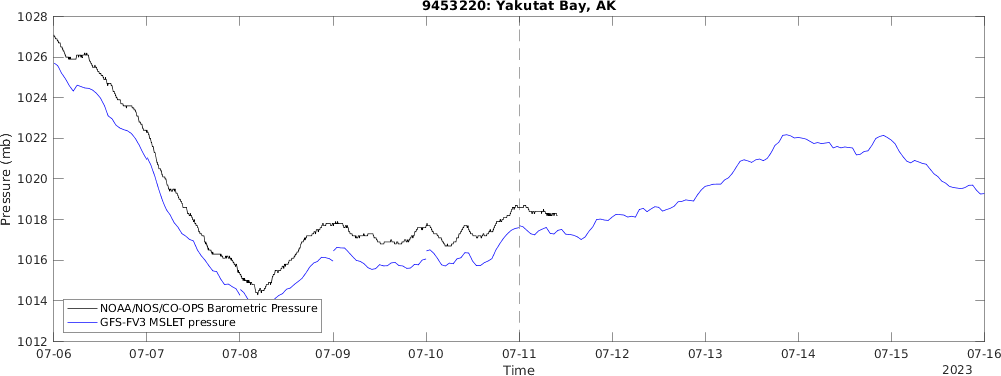 9453220: Yakutat Bay, AK
1028
1026
1024
1022
1020
1018
1016
1014
1012
Pressure (mb)
NOAA/NOS/CO-OPS Barometric Pressure
GFS-FV3 MSLET pressure
07-06 07-07 07-08 07-09 07-10 07-11 07-12 07-13 07-14 07-15 07-16
Time
2023